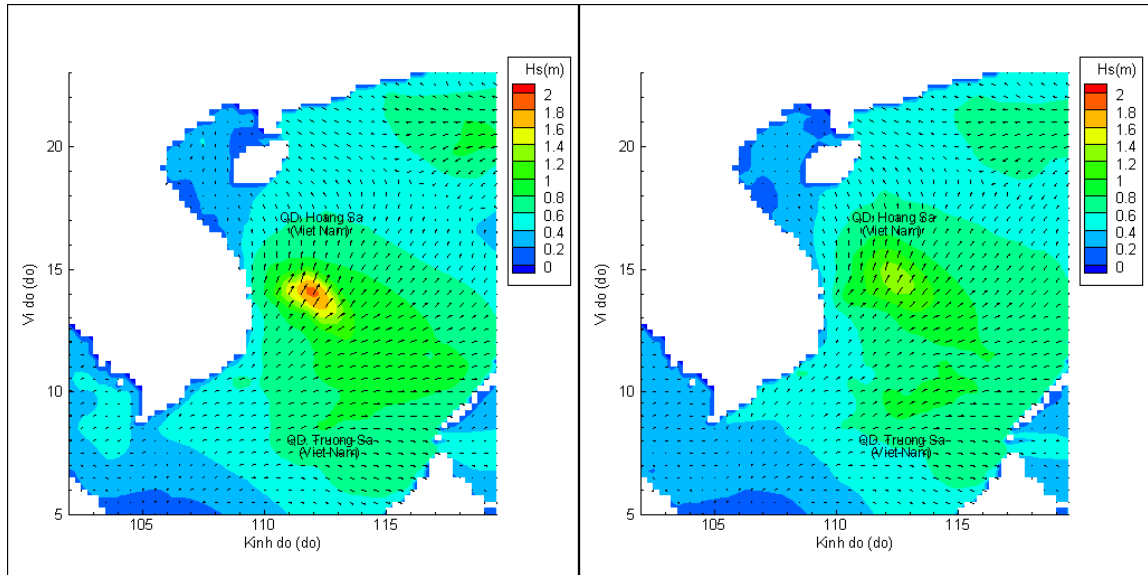 Hs(m)
2
1.8
1.6
1.4
1.2
1
0.8
0.6
0.4
0.2
0
20
15
10
5
Vi do (do)
QD. Hoang Sa
(Viet Nam)
QD. Truong Sa
(Viet Nam)
105
110
115
Kinh do (do)
Hs(m)
2
1.8
1.6
1.4
1.2
1
0.8
0.6
0.4
0.2
0
20
15
10
5
Vi do (do)
QD. Hoang Sa
(Viet Nam)
QD. Truong Sa
(Viet Nam)
105
110
115
Kinh do (do)